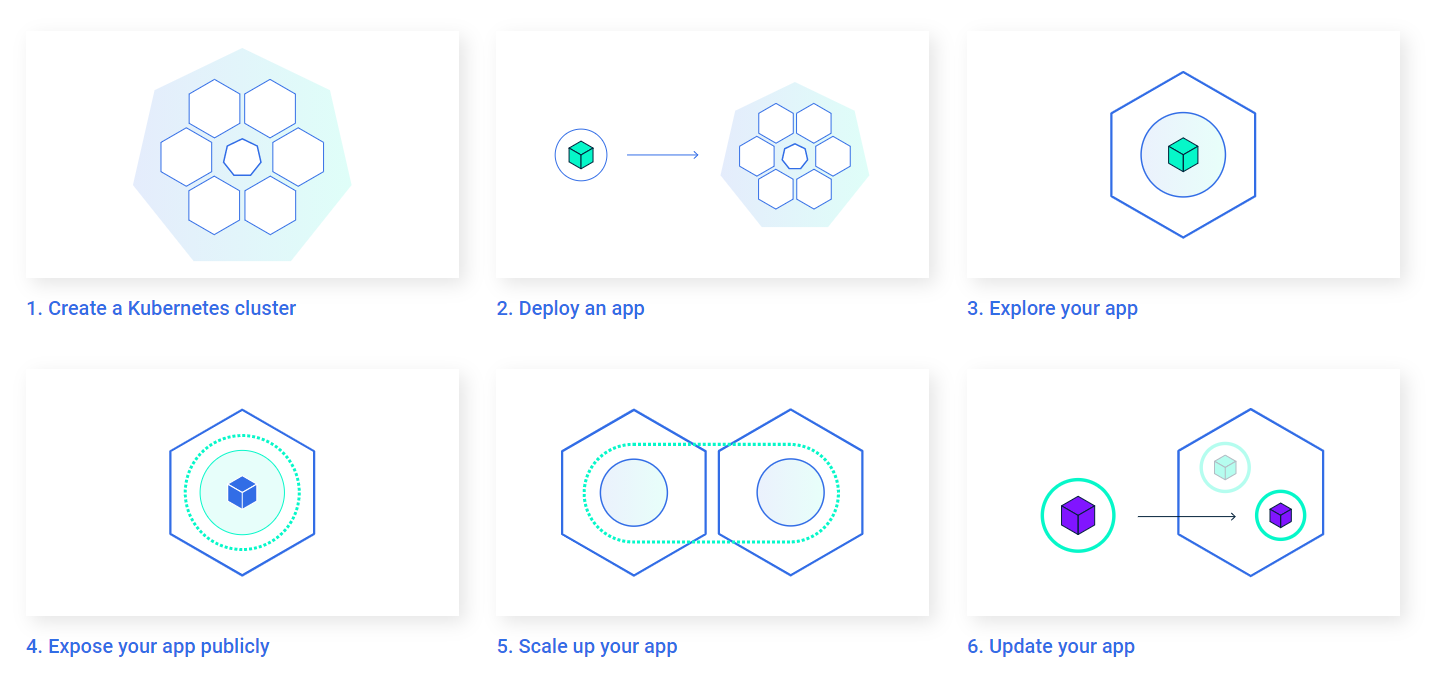 1. Create a Kubernetes cluster
2. Deploy an app
3. Explore your app
4. Expose your app publicly
5. Scale up your app
6. Update your app